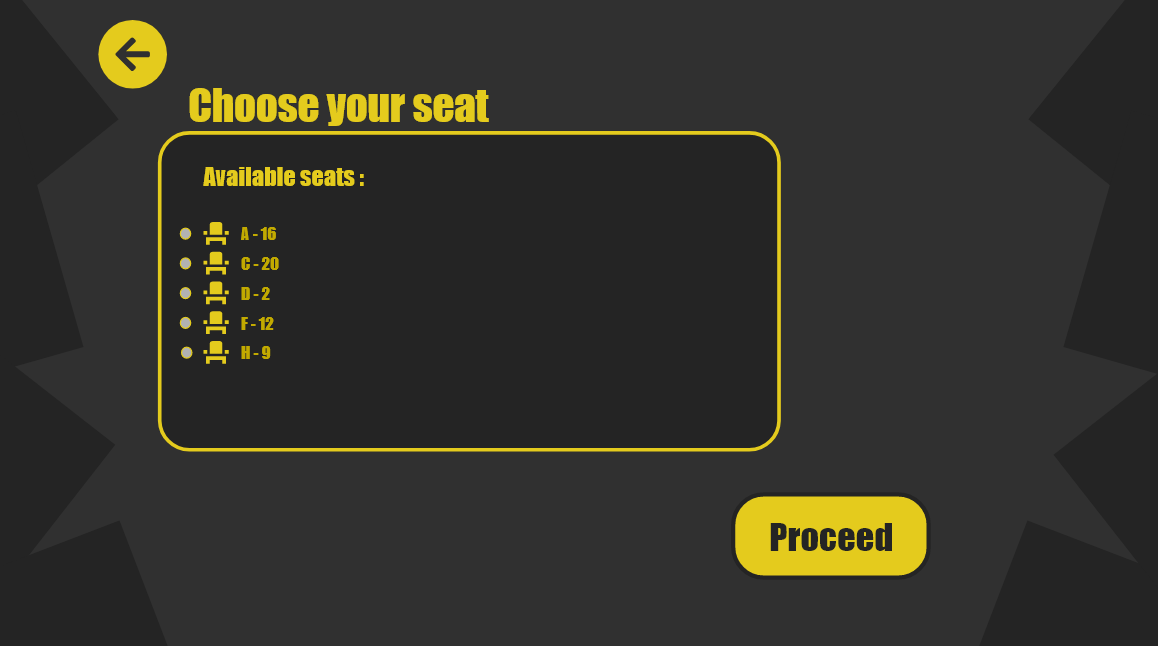 Choose your seat
Available seats :
A - 16
C - 20
D - 2
F - 12
H - 9
Proceed